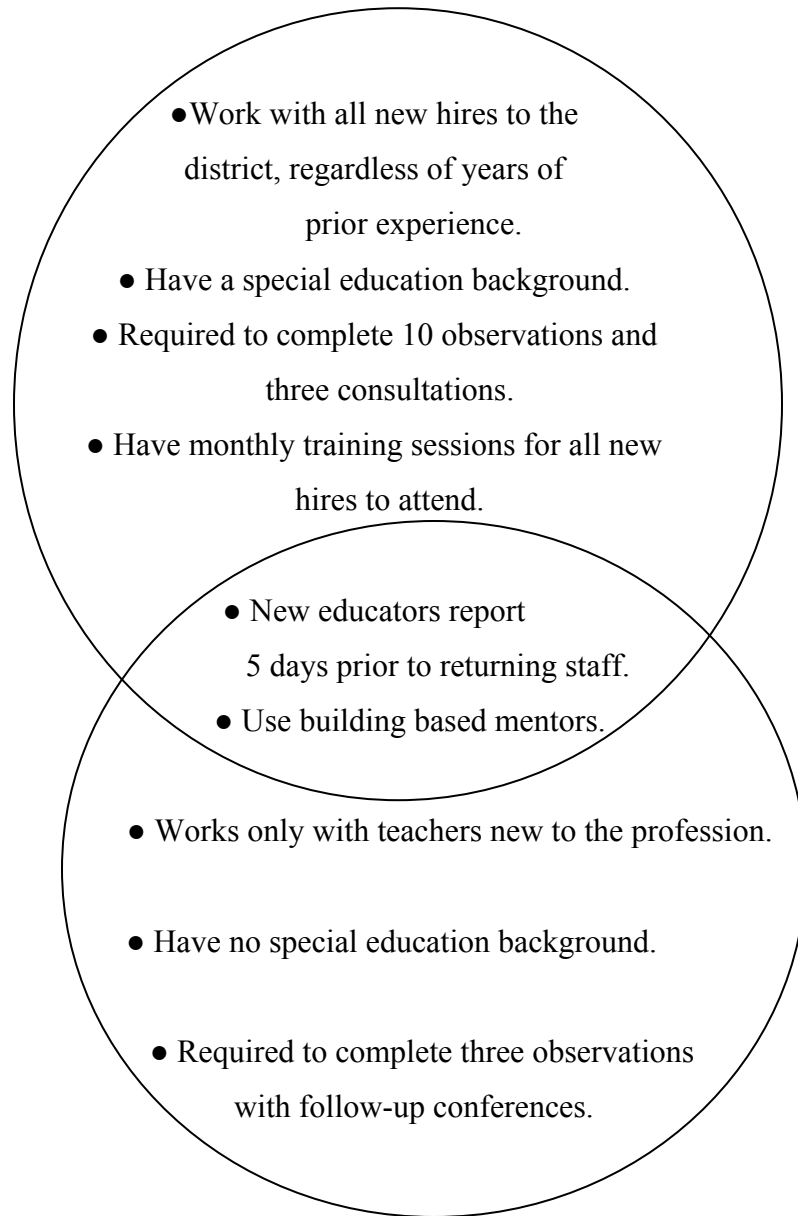 ●Work with all new hires to the
district, regardless of years of
prior experience.
● Have a special education background.
● Required to complete 10 observations and
three consultations.
● Have monthly training sessions for all new
hires to attend.
● New educators report
5 days prior to returning staff.
● Use building based mentors.
● Works only with teachers new to the profession.
● Have no special education background.
● Required to complete three observations
with follow-up conferences.